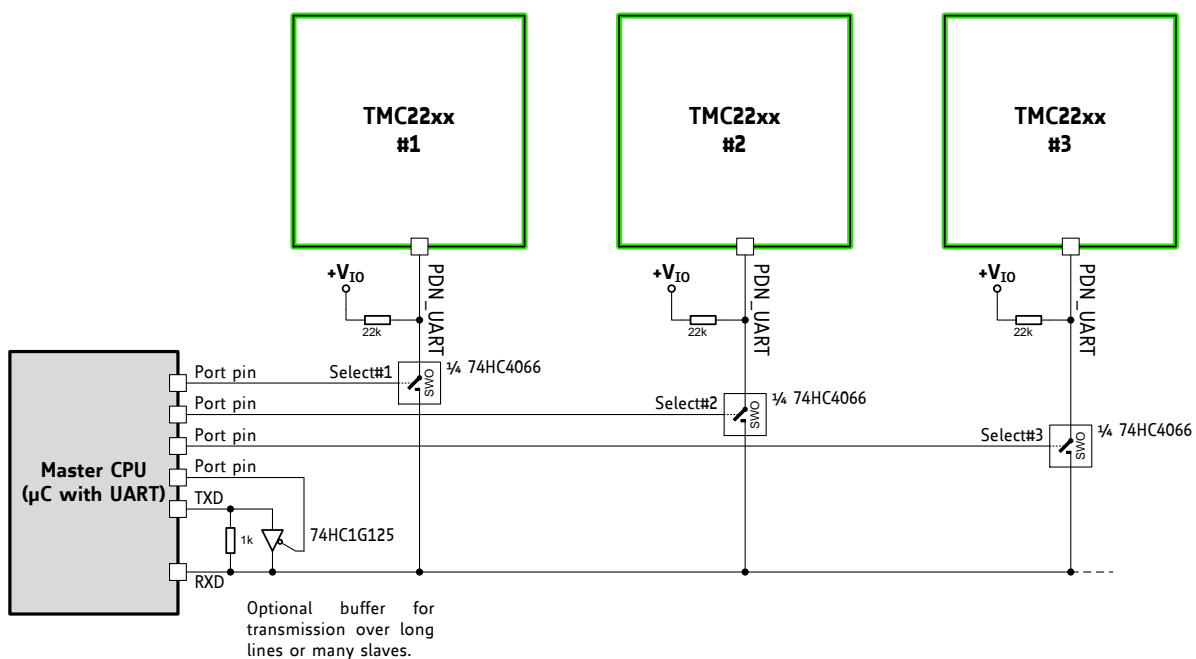 TMC22xx
#1
TMC22xx
#2
TMC22xx
#3
+VIO
PDN_UART
22k
+VIO
PDN_UART
22k
+VIO
PDN_UART
22k
Port pin
Select#1
SWO
¼ 74HC4066
Port pin
Select#2
SWO
¼ 74HC4066
Port pin
Select#3
SWO
¼ 74HC4066
Port pin
Master CPU
(µC with UART)
TXD
1k
74HC1G125
RXD
Optional buffer for
transmission over long
lines or many slaves.